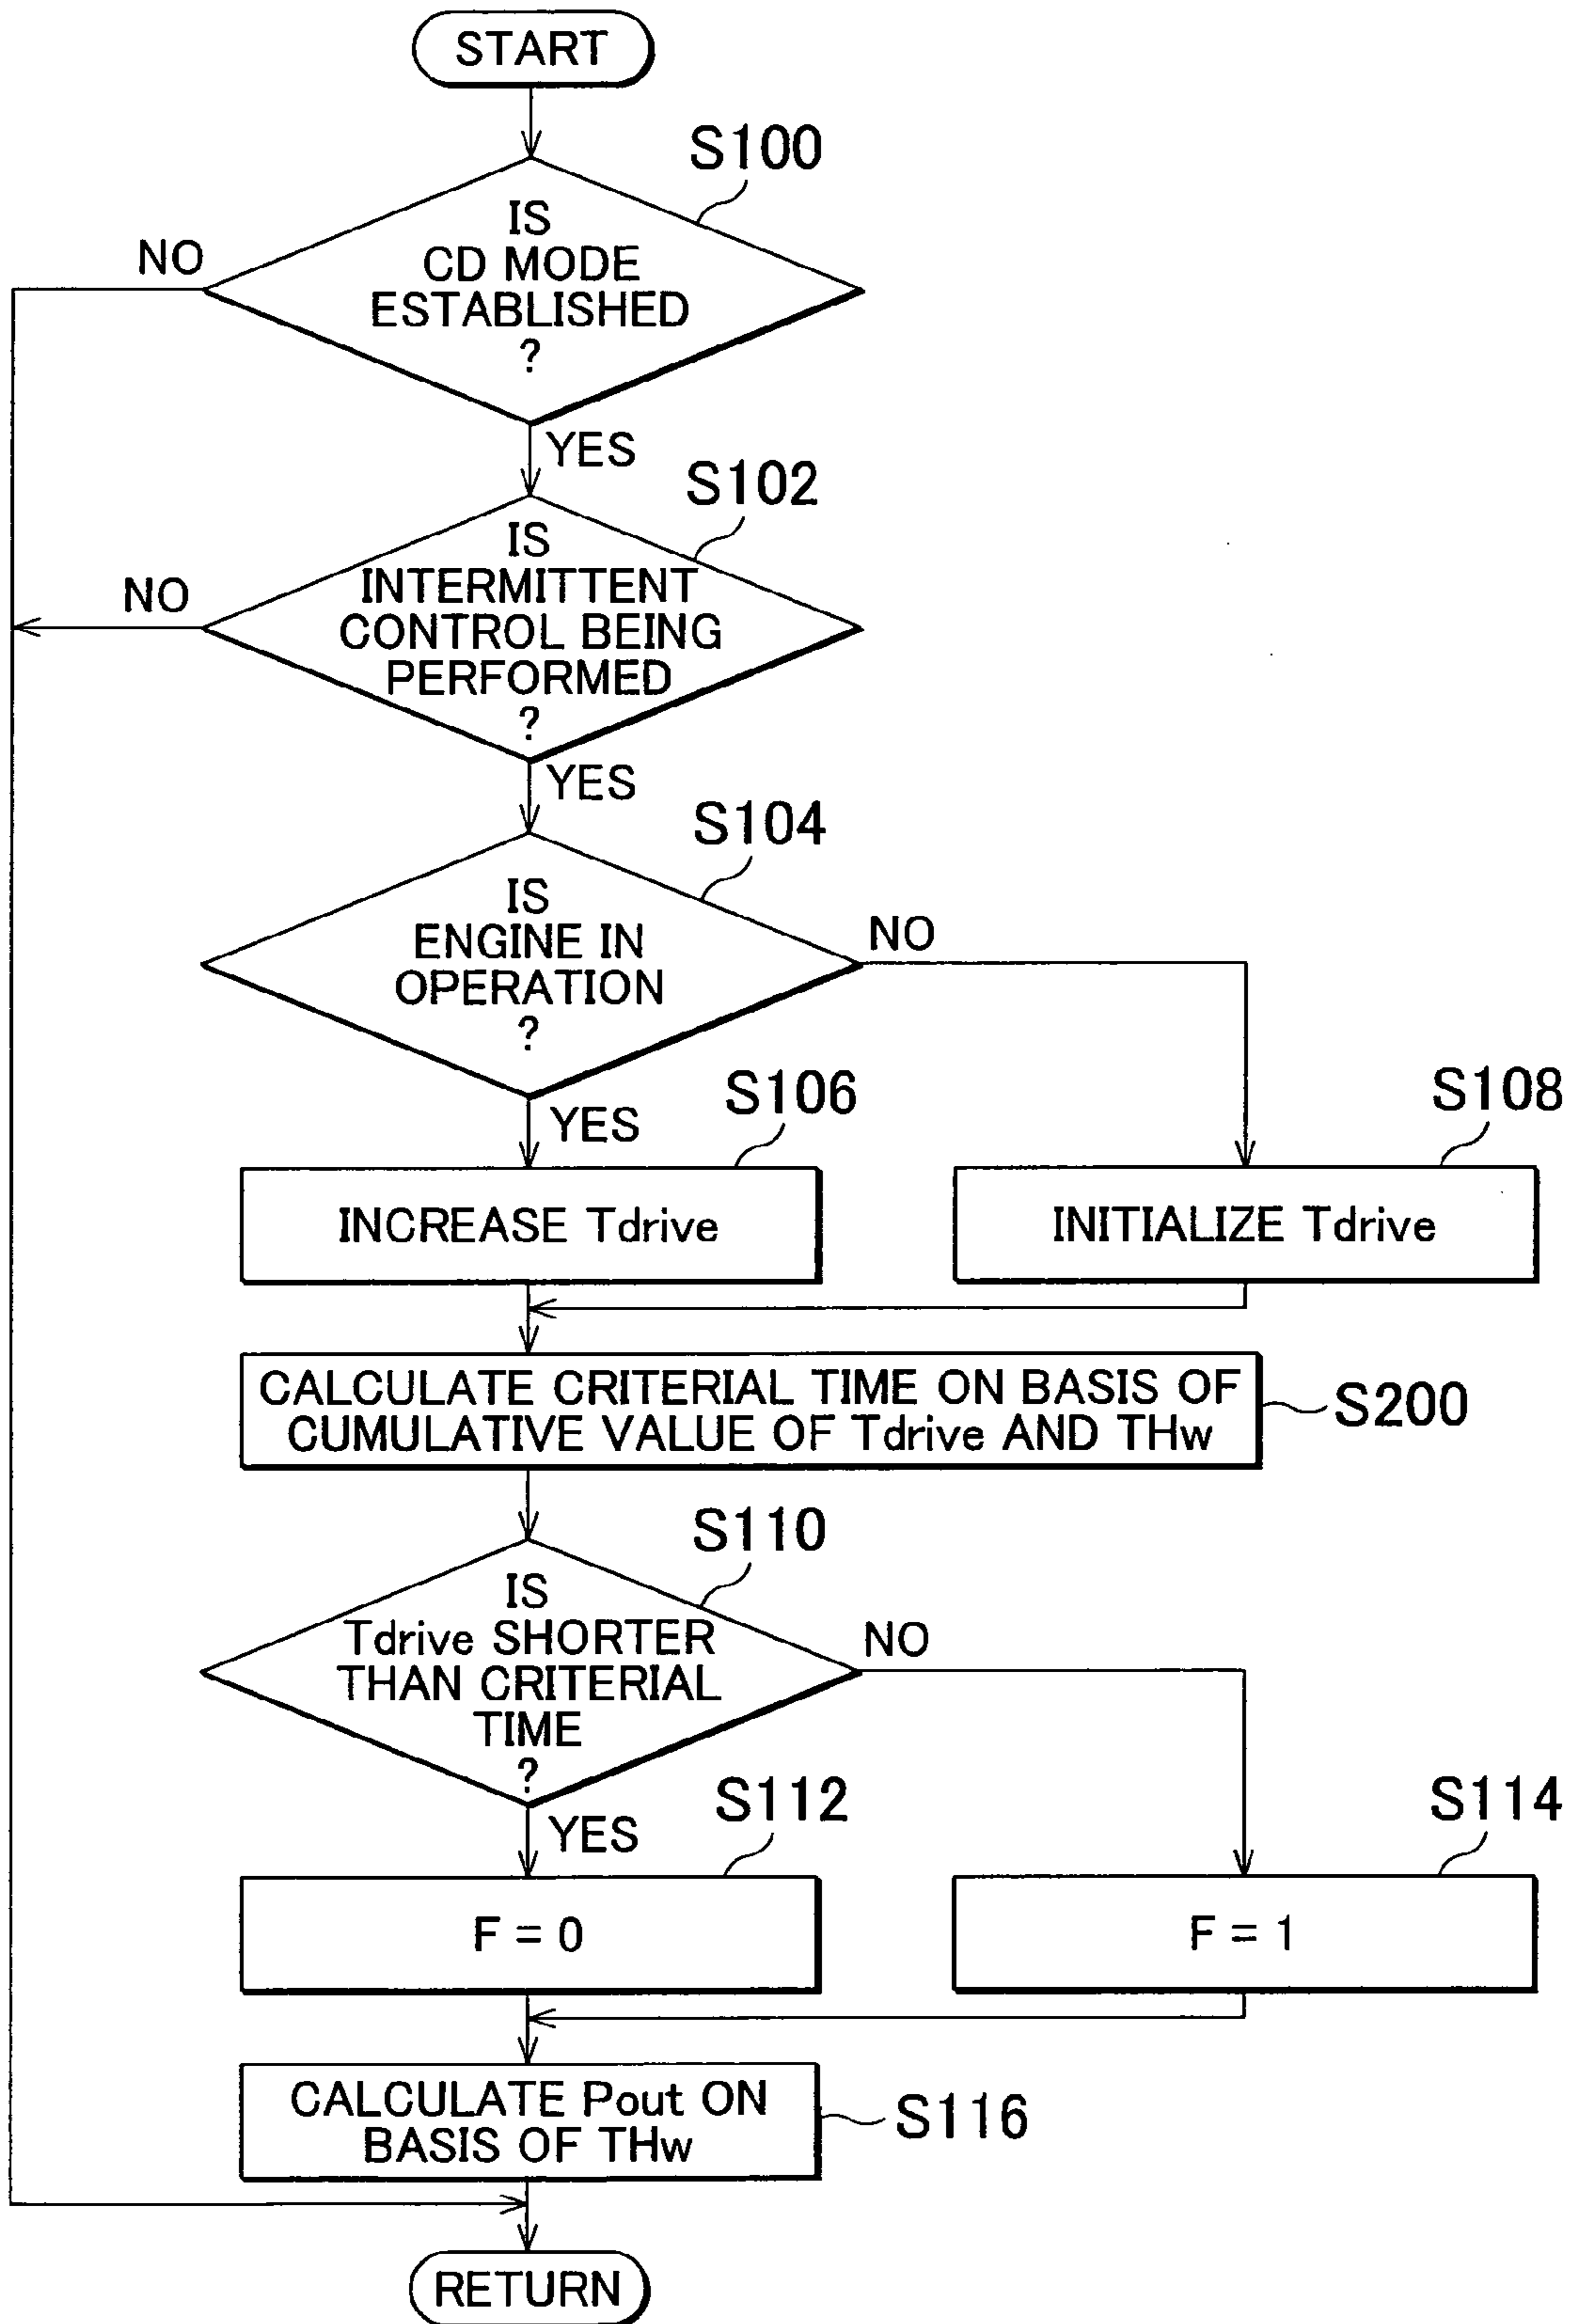 START
S100
IS
CD MODE
ESTABLISHED
?
NO
YES
S102
IS
INTERMITTENT
CONTROL BEING
PERFORMED
?
NO
YES
S104
IS
ENGINE IN
OPERATION
?
NO
YES
S106
INCREASE Tdrive
S108
INITIALIZE Tdrive
CALCULATE CRITERIAL TIME ON BASIS OF
CUMULATIVE VALUE OF Tdrive AND THw
S200
S110
IS
Tdrive SHORTER
THAN CRITERIAL
TIME
?
NO
YES
S112
F = 0
S114
F = 1
CALCULATE Pout ON
BASIS OF THw
S116
RETURN